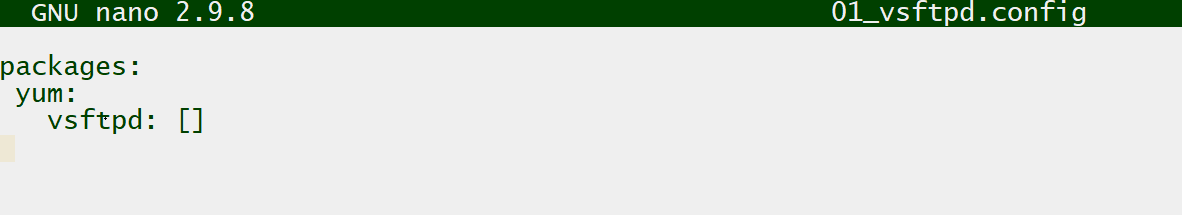 GNU nano 2.9.8 01_vsftpd.config
packages:
 yum:
   vsftpd: []